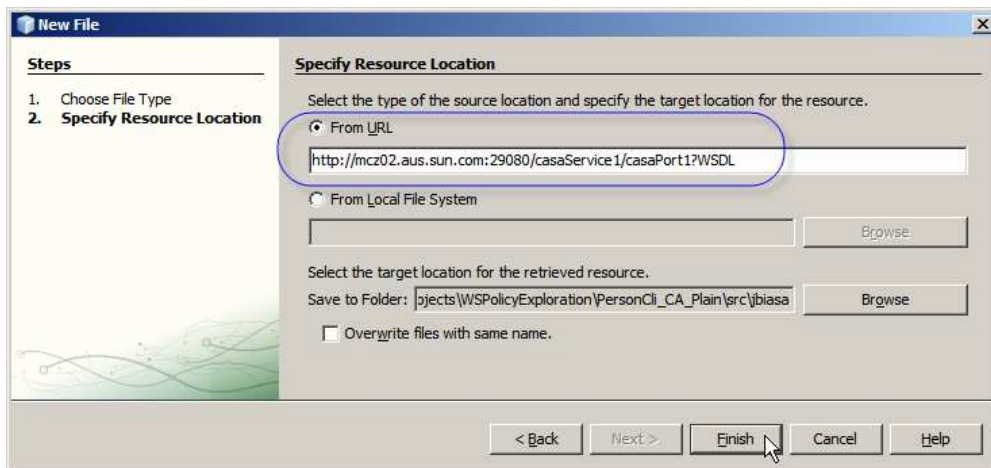 New File
Steps
1. Choose File Type
2. Specify Resource Location
Specify Resource Location
Select the type of the source location and specify the target location for the resource.
From URL
http://mcz02.aus.sun.com:29080/casaService1/casaPort1?WSDL
From Local File System
Browse
Select the target location for the retrieved resource.
Save to Folder: ojects\WSPolicyExploration\PersonCli_CA_Plain\src\jbiasa Browse
Overwrite files with same name.
< Back Next > Finish Cancel Help